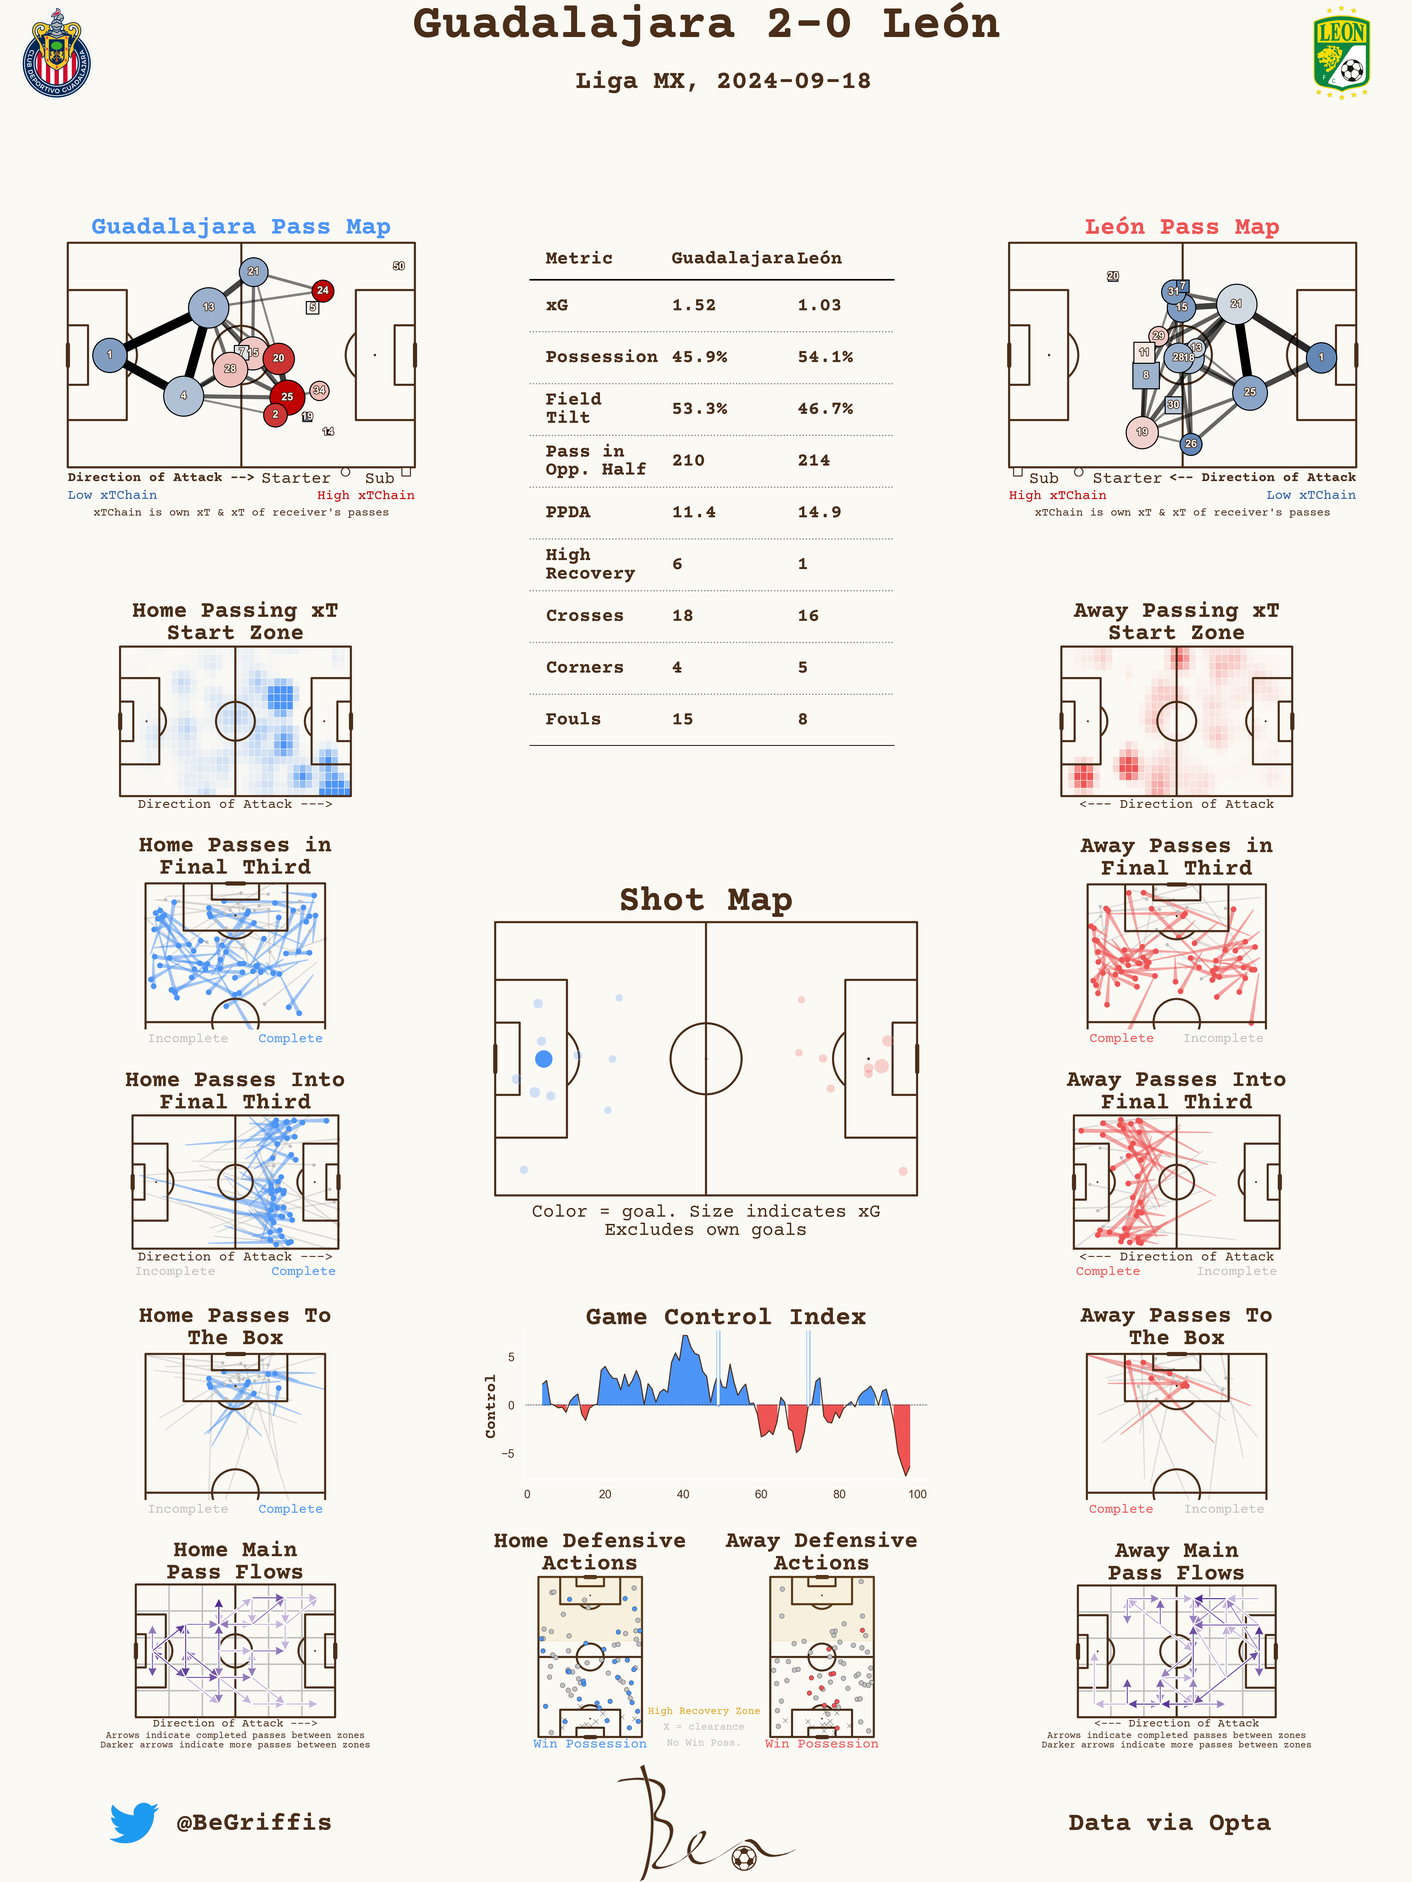 Guadalajara 2-0 León
Liga MX, 2024-09-18
CLUB DEPORTIVO GUADALAJARA
LEON
F C
Guadalajara Pass Map
50
21
24
5
13
1
7
15
20
28
34
4
25
2
19
14
Direction of Attack --> Starter Sub
Low xTChain High xTChain
xTChain is own xT & xT of receiver's passes
Metric Guadalajara León
xG 1.52 1.03
Possession 45.9% 54.1%
Field
Tilt 53.3% 46.7%
Pass in
Opp. Half 210 214
PPDA 11.4 14.9
High
Recovery 6 1
Crosses 18 16
Corners 4 5
Fouls 15 8
León Pass Map
20
31
7
15
21
29
13
11
28
18
1
8
25
30
19
26
Sub Starter <-- Direction of Attack
High xTChain Low xTChain
xTChain is own xT & xT of receiver's passes
Home Passing xT
Start Zone
Direction of Attack --->
Away Passing xT
Start Zone
<--- Direction of Attack
Home Passes in
Final Third
Incomplete Complete
Away Passes in
Final Third
Complete Incomplete
Shot Map
Color = goal. Size indicates xG
Excludes own goals
Home Passes Into
Final Third
Direction of Attack --->
Incomplete Complete
Away Passes Into
Final Third
<--- Direction of Attack
Complete Incomplete
Home Passes To
The Box
Incomplete Complete
Game Control Index
Control
5
0
−5
0 20 40 60 80 100
Away Passes To
The Box
Complete Incomplete
Home Main
Pass Flows
Direction of Attack --->
Arrows indicate completed passes between zones
Darker arrows indicate more passes between zones
Home Defensive
Actions
Win Possession
High Recovery Zone
X = clearance
No Win Poss.
Away Defensive
Actions
Win Possession
Away Main
Pass Flows
<--- Direction of Attack
Arrows indicate completed passes between zones
Darker arrows indicate more passes between zones
@BeGriffis
Ben
Data via Opta